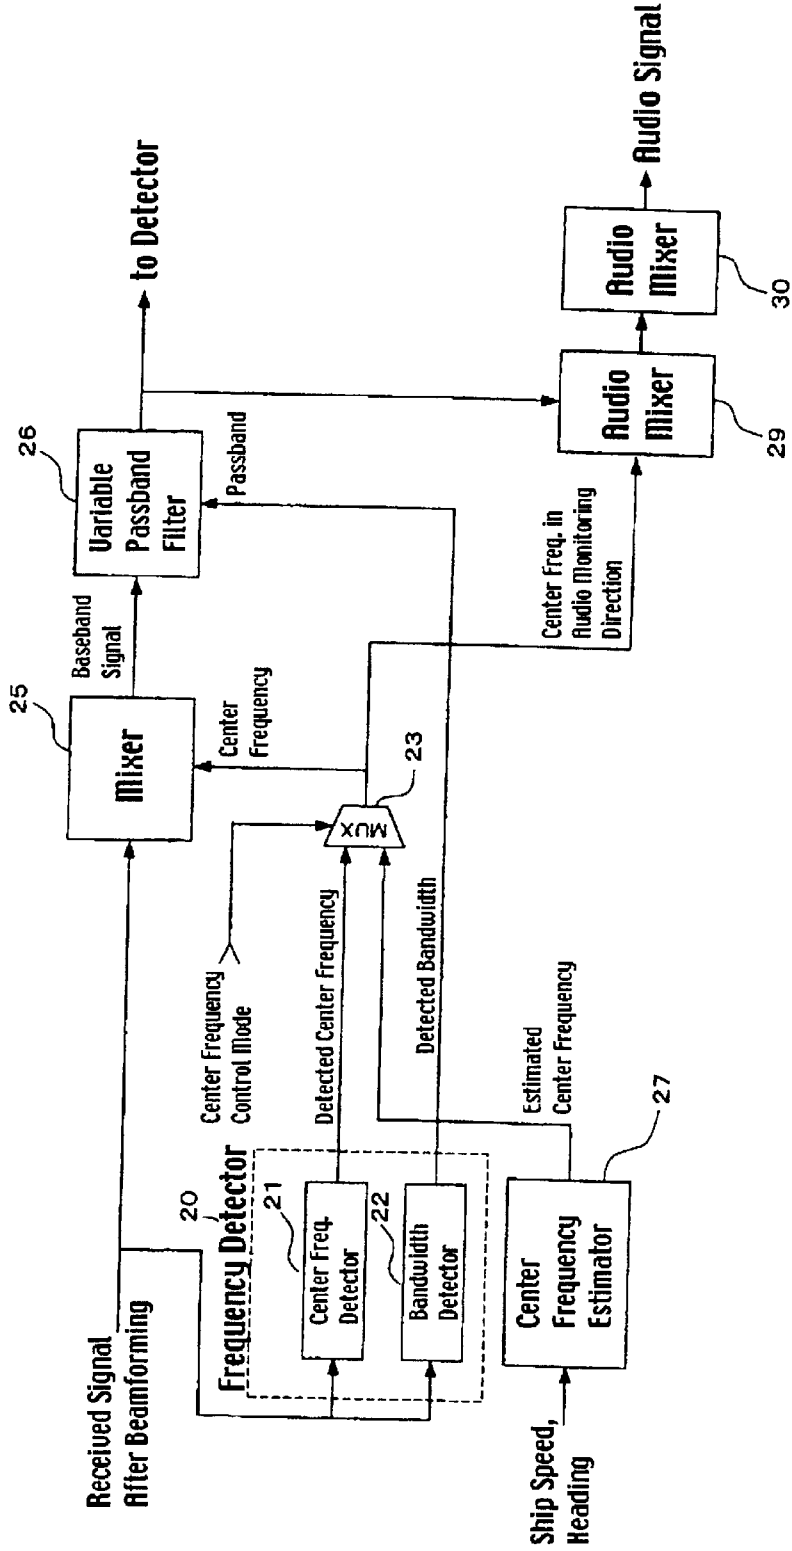 Received Signal
After Beamforming
25
Mixer
Baseband
Signal
26
Variable
Passband
Filter
to Detector
Center
Frequency
Passband
Center Frequency
Control Mode
20
Frequency Detector
21
Center Freq.
Detector
Detected Center Frequency
MUX
23
22
Bandwidth
Detector
Detected Bandwidth
Ship Speed,
Heading
Center
Frequency
Estimator
27
Estimated
Center Frequency
Center Freq. in
Audio Monitoring
Direction
Audio
Mixer
29
Audio
Mixer
30
Audio Signal